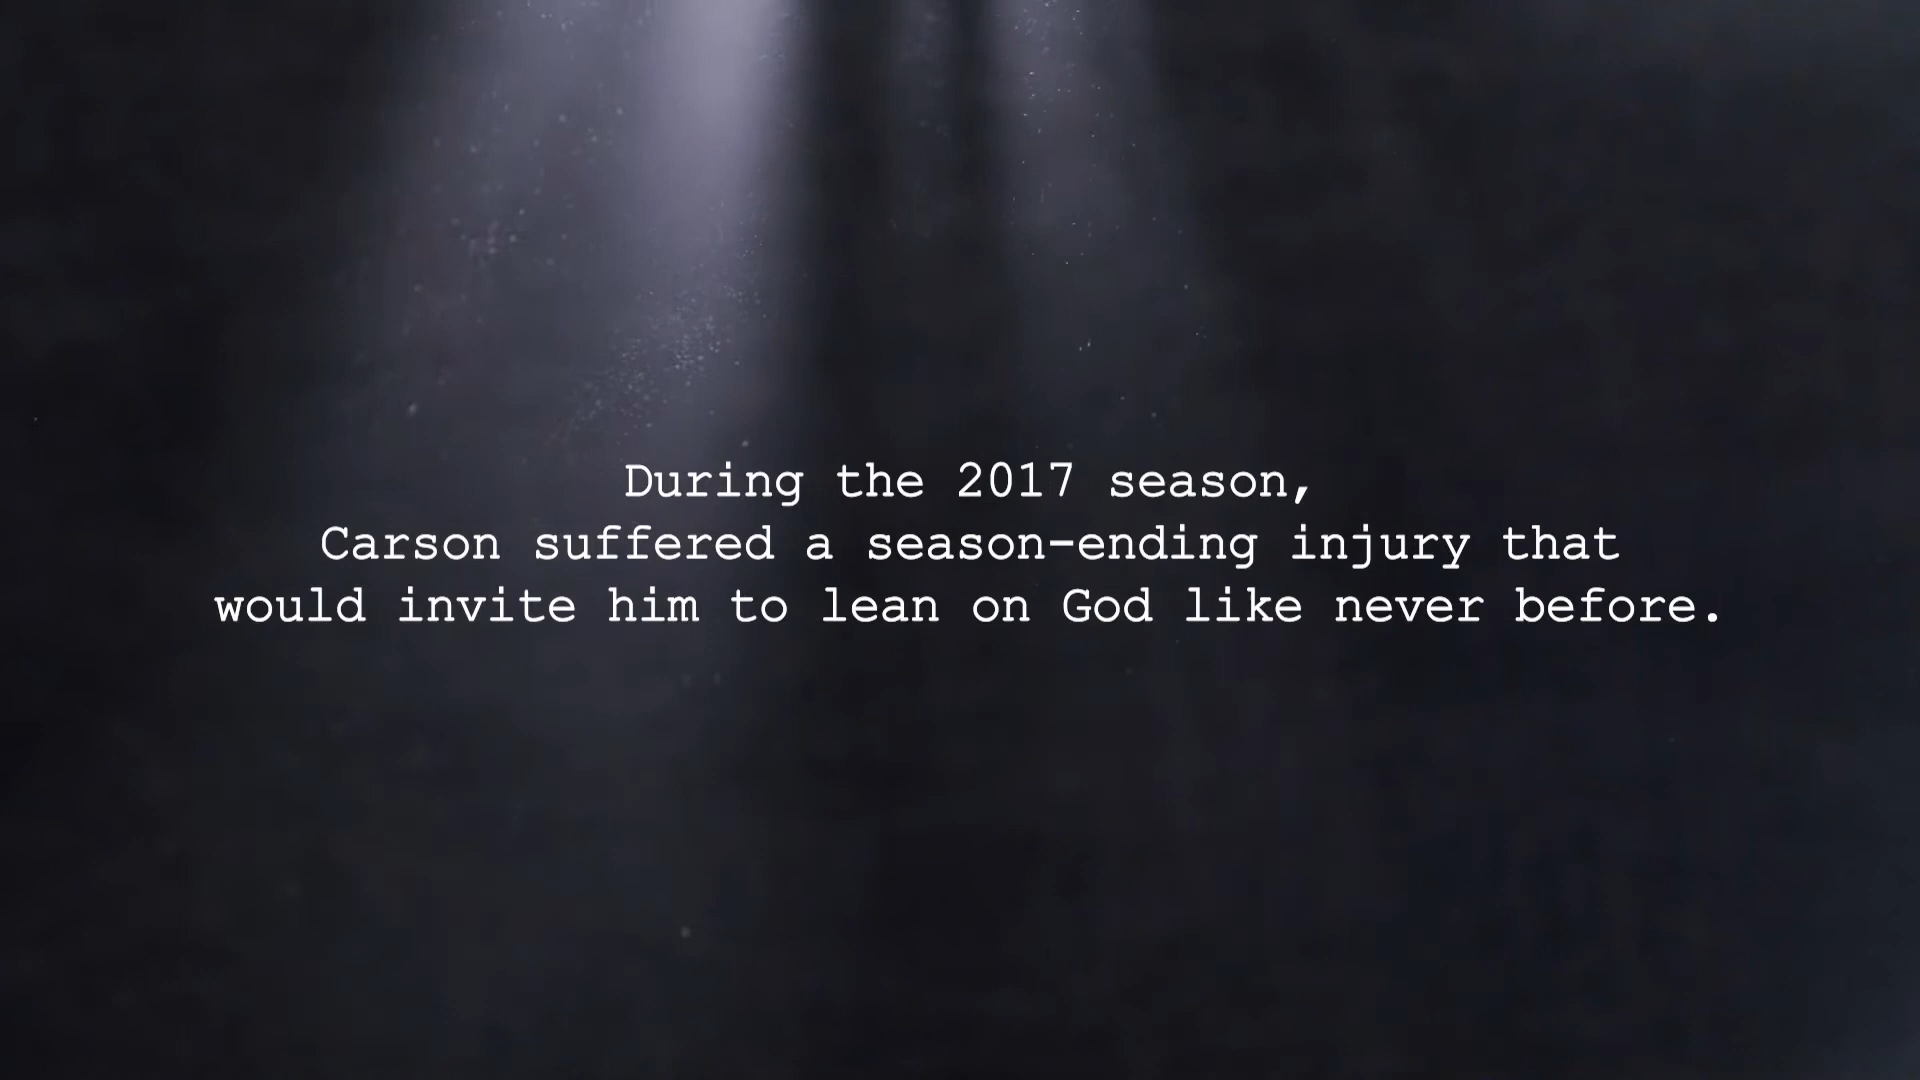 During the 2017 season,
Carson suffered a season-ending injury that
would invite him to lean on God like never before.